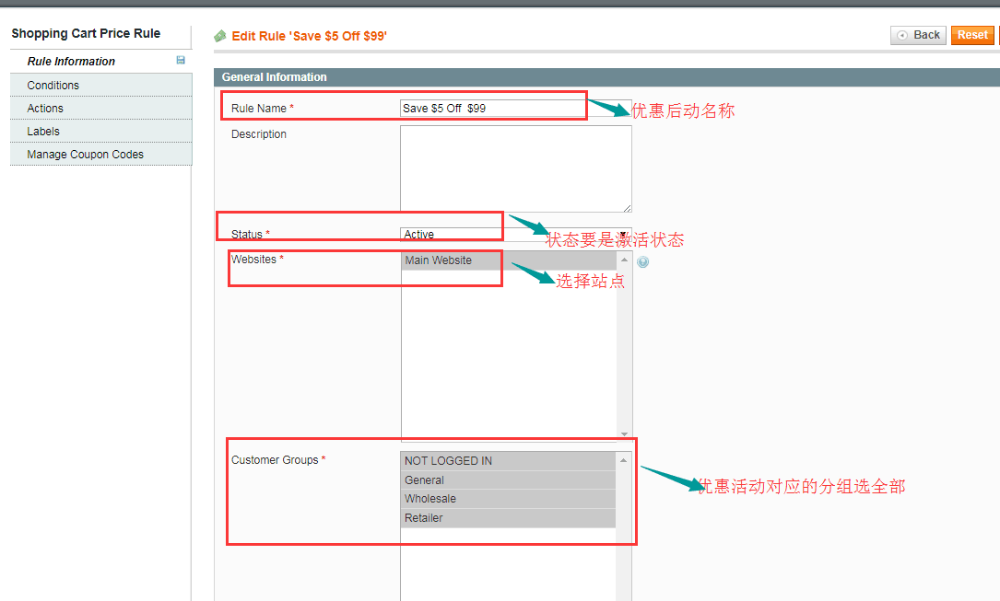 Shopping Cart Price Rule
Rule Information
Conditions
Actions
Labels
Manage Coupon Codes
Edit Rule 'Save $5 Off $99'
Back
Reset
General Information
Rule Name *
Save $5 Off  $99
优惠后动名称
Description
Status *
Active
状态要是激活状态
Websites *
Main Website
选择站点
Customer Groups *
NOT LOGGED IN
General
Wholesale
Retailer
优惠活动对应的分组选全部